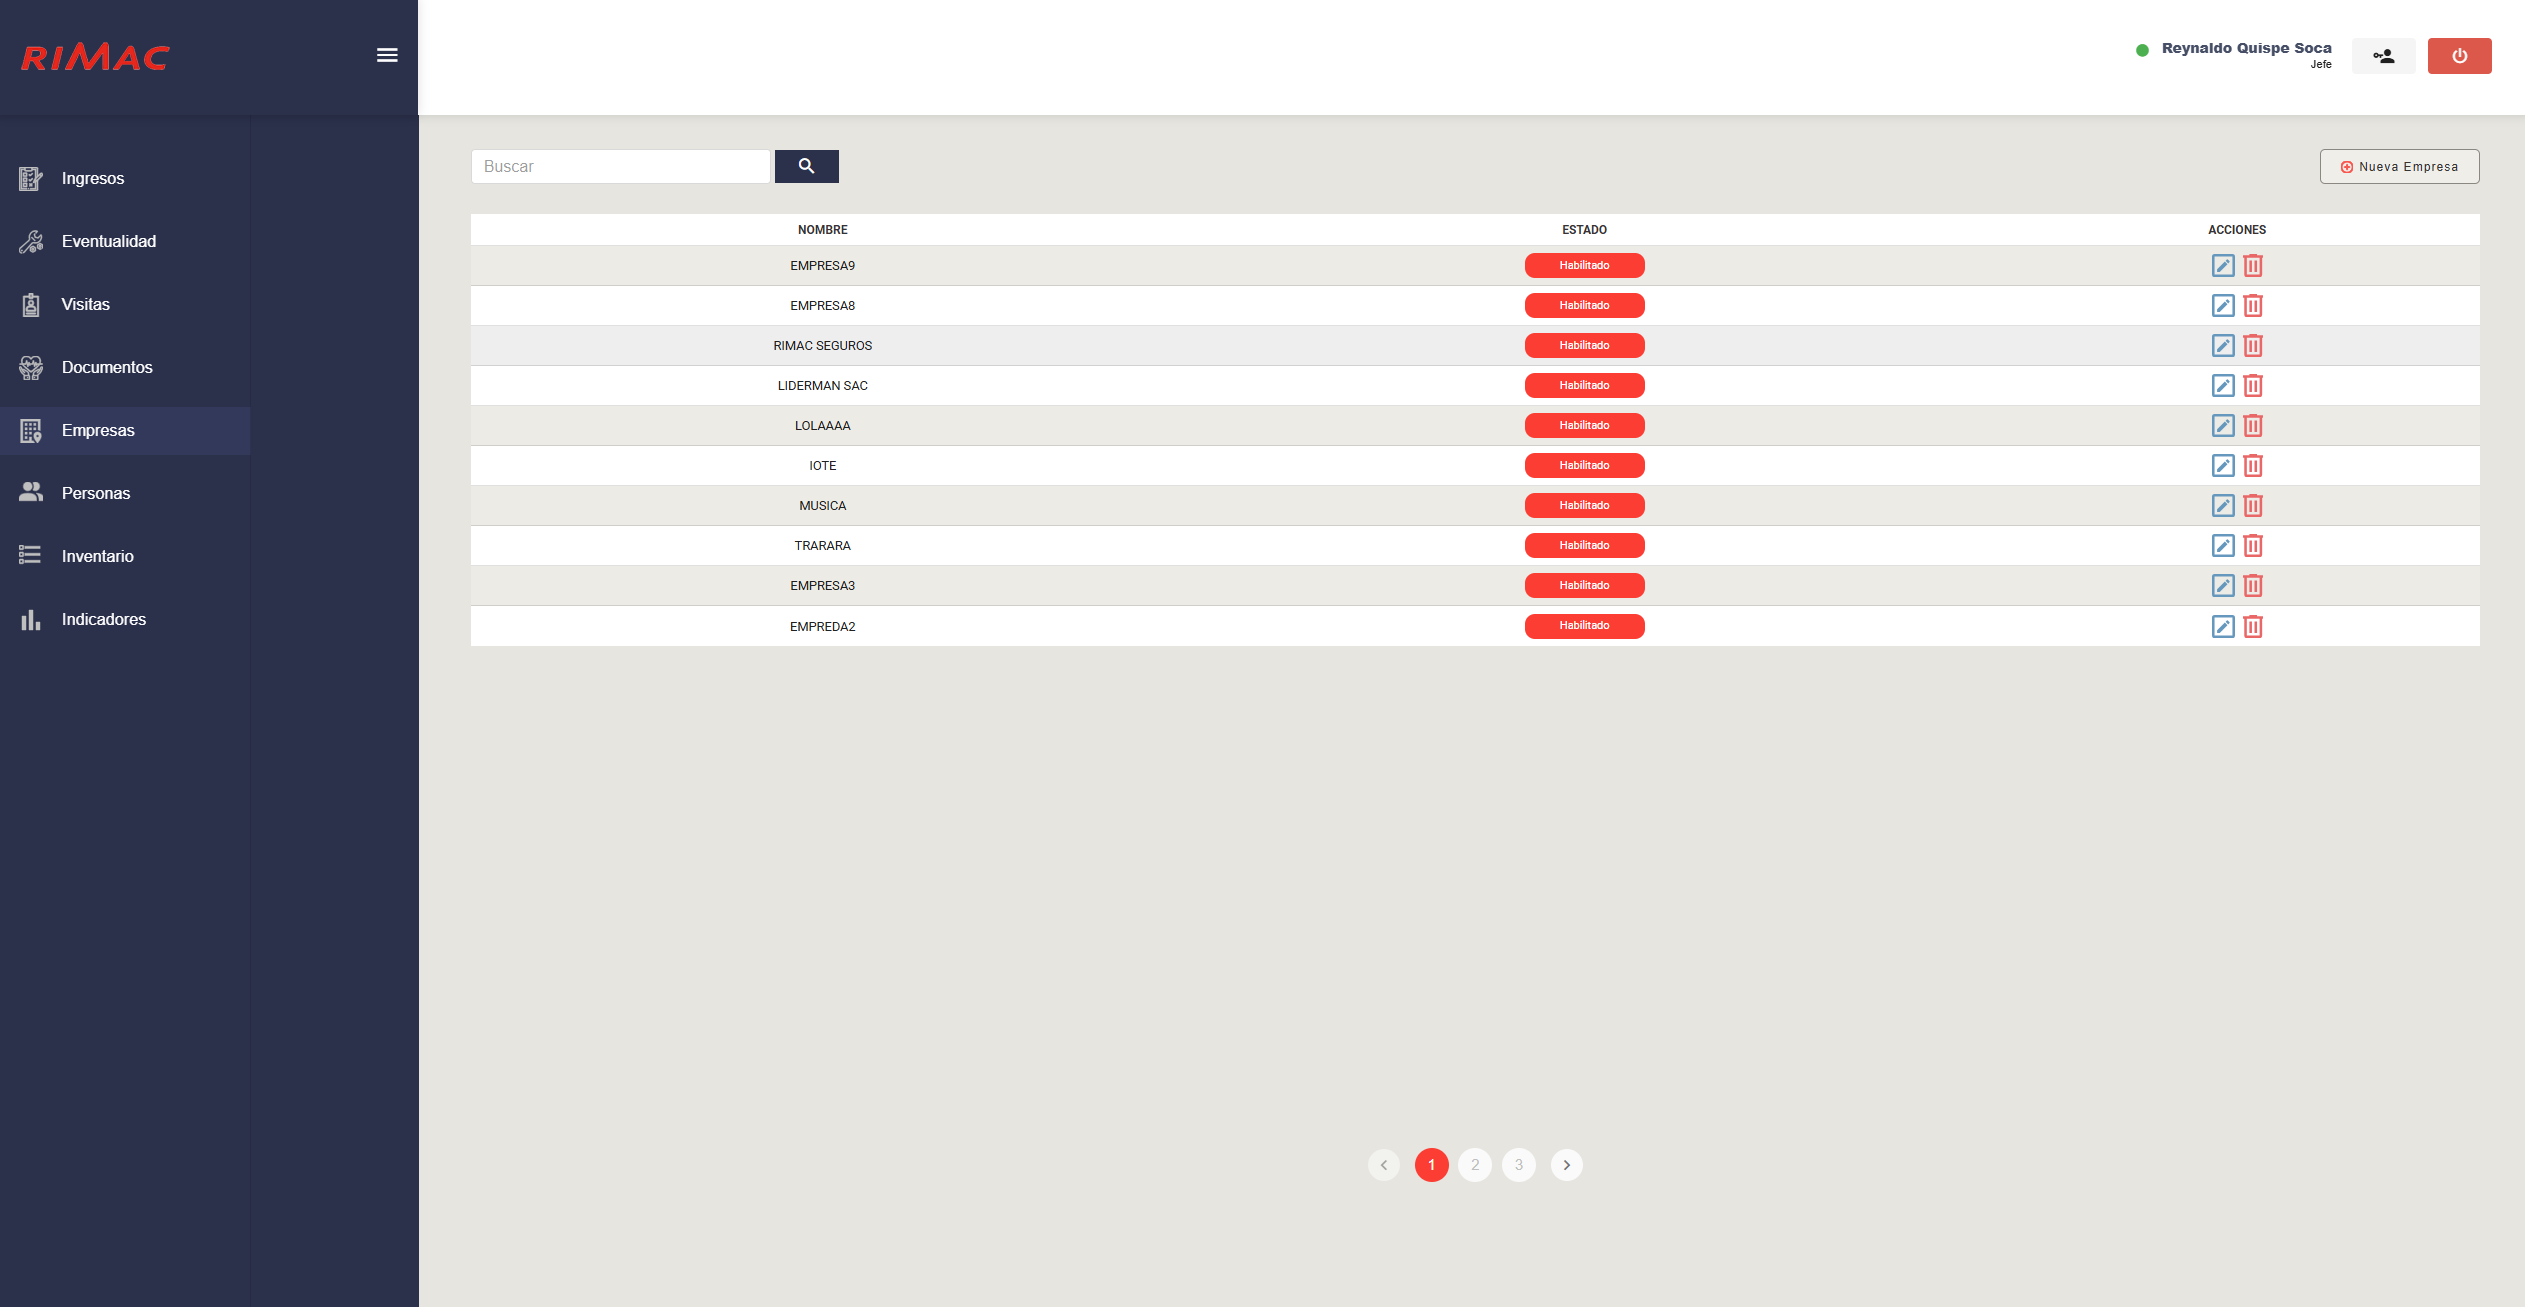 RIMAC
Reynaldo Quispe Soca
Jefe
Ingresos
Eventualidad
Visitas
Documentos
Empresas
Personas
Inventario
Indicadores
Buscar
Nueva Empresa
NOMBRE ESTADO ACCIONES
EMPRESA9 Habilitado
EMPRESA8 Habilitado
RIMAC SEGUROS Habilitado
LIDERMAN SAC Habilitado
LOLAAAA Habilitado
IOTE Habilitado
MUSICA Habilitado
TRARARA Habilitado
EMPRESA3 Habilitado
EMPREDA2 Habilitado
1 2 3